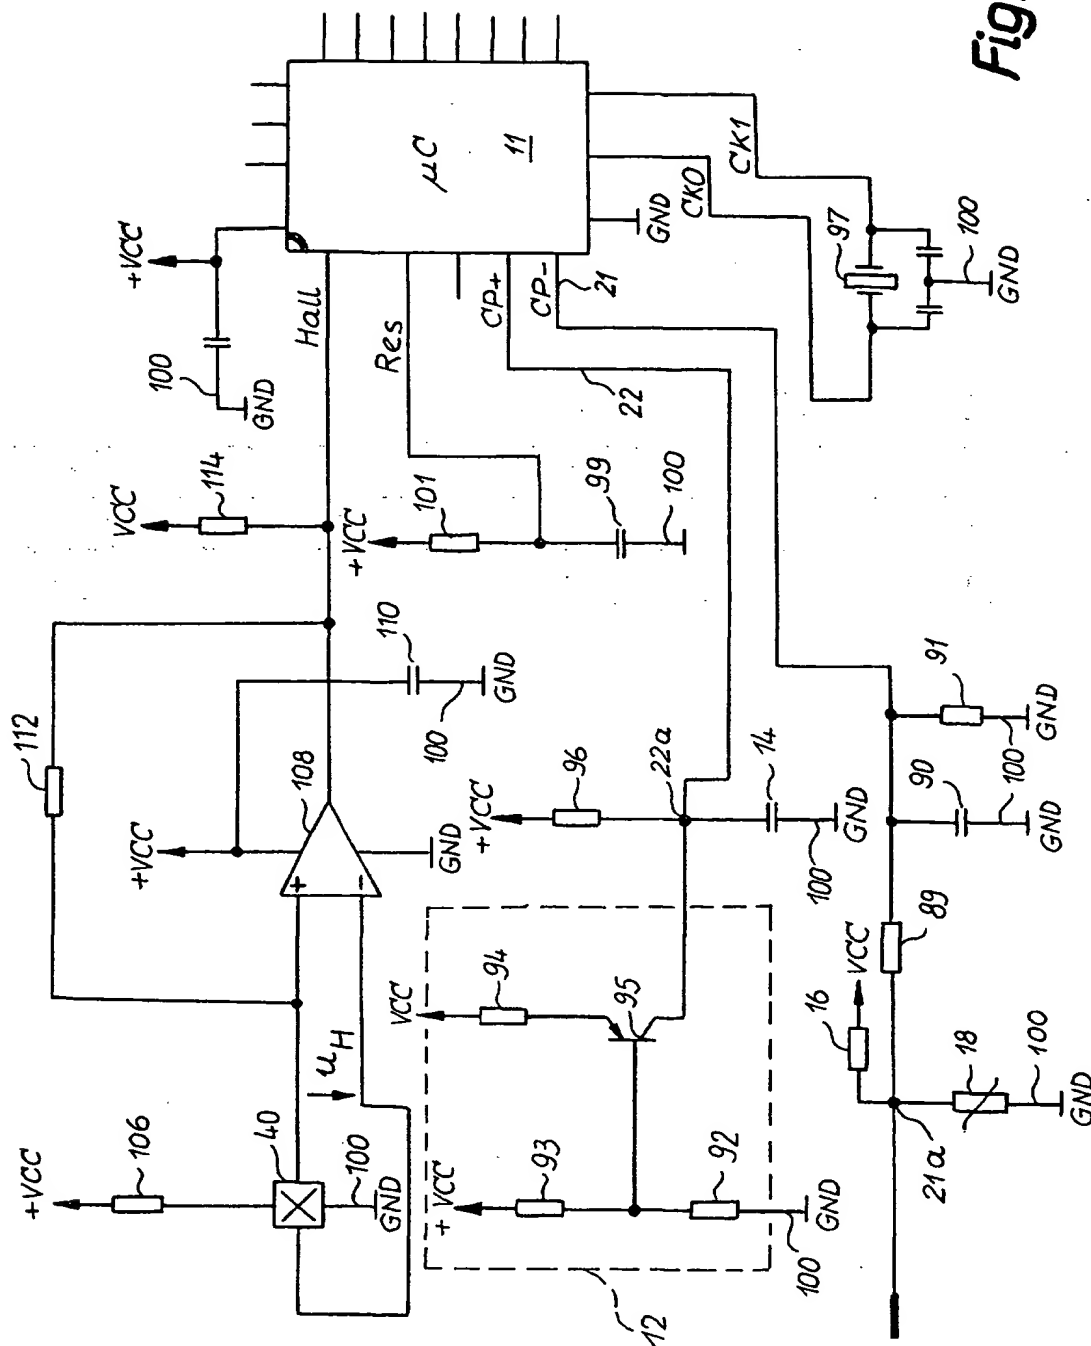 Fig.
+VCC
100
GND
Hall
µC
11
Res
CP+
CP-
21
22
GND
CK0
CK1
97
100
GND
VCC
114
+VCC
101
99
100
112
+VCC
108
110
100
GND
GND
+
-
+VCC
106
40
100
GND
uH
+VCC
96
22a
14
100
GND
VCC
94
95
+VCC
93
92
100
GND
12
91
100
GND
90
100
GND
89
VCC
16
18
100
GND
21a